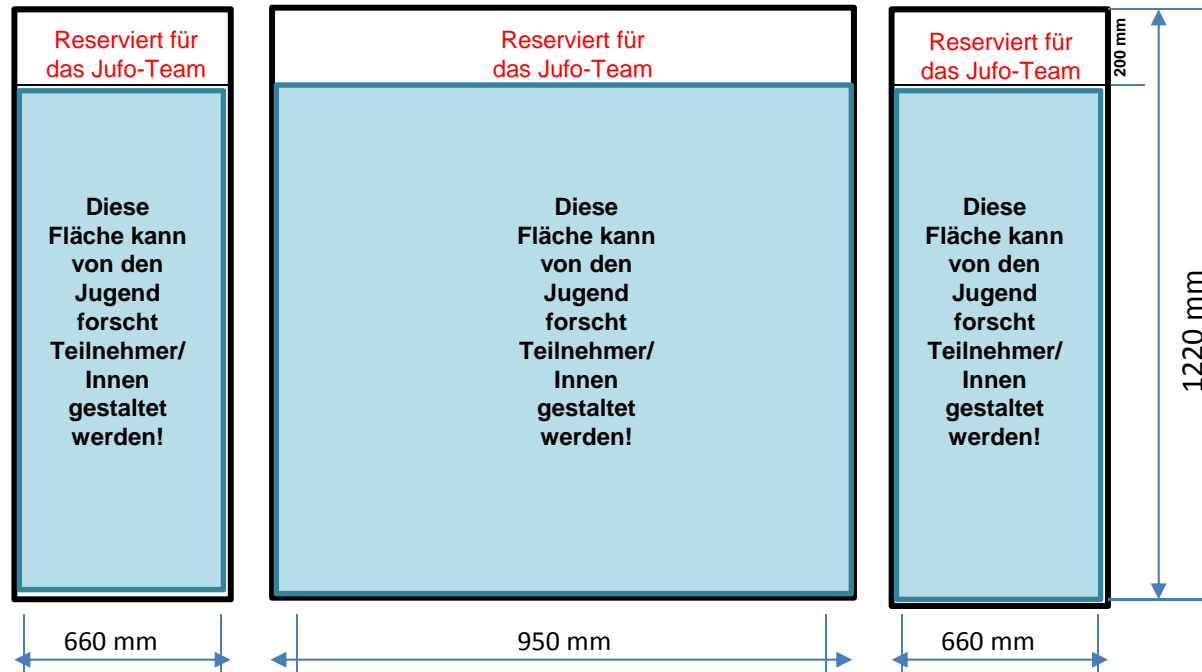 Reserviert für
das Jufo-Team
Diese
Fläche kann
von den
Jugend
forscht
Teilnehmer/
Innen
gestaltet
werden!
660 mm
Reserviert für
das Jufo-Team
Diese
Fläche kann
von den
Jugend
forscht
Teilnehmer/
Innen
gestaltet
werden!
950 mm
Reserviert für
das Jufo-Team
Diese
Fläche kann
von den
Jugend
forscht
Teilnehmer/
Innen
gestaltet
werden!
660 mm
200 mm
1220 mm